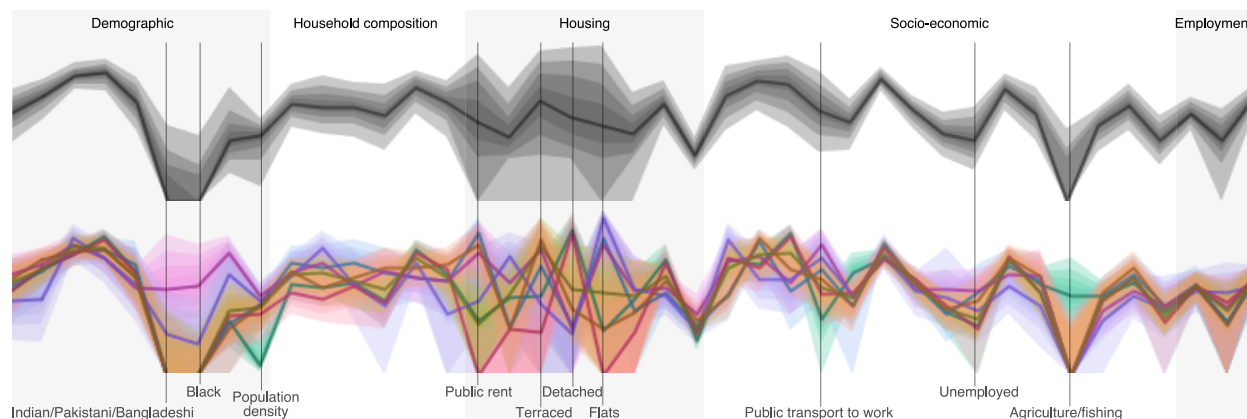 Demographic
Household composition
Housing
Socio-economic
Employmen
Indian/Pakistani/Bangladeshi
Black
Population
density
Public rent
Terraced
Detached
Flats
Public transport to work
Unemployed
Agriculture/fishing